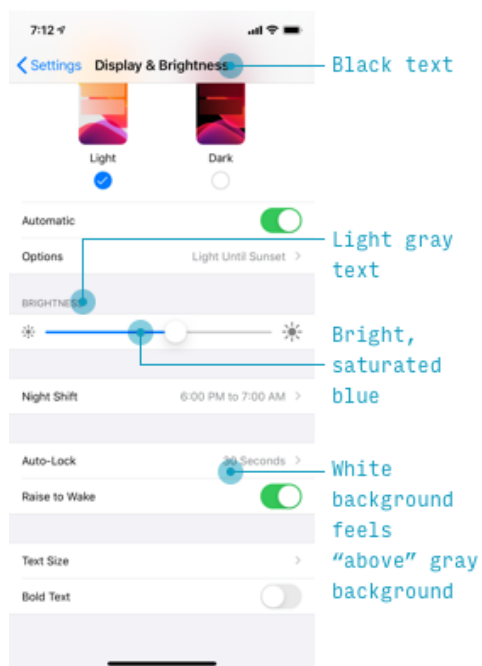 7:12
Settings Display & Brightness
Black text
Light Dark
Automatic
Options Light Until Sunset
Light gray
text
BRIGHTNESS
Bright,
saturated
blue
Night Shift 6:00 PM to 7:00 AM
Auto-Lock 30 Seconds
Raise to Wake
White
background
feels
“above” gray
background
Text Size
Bold Text